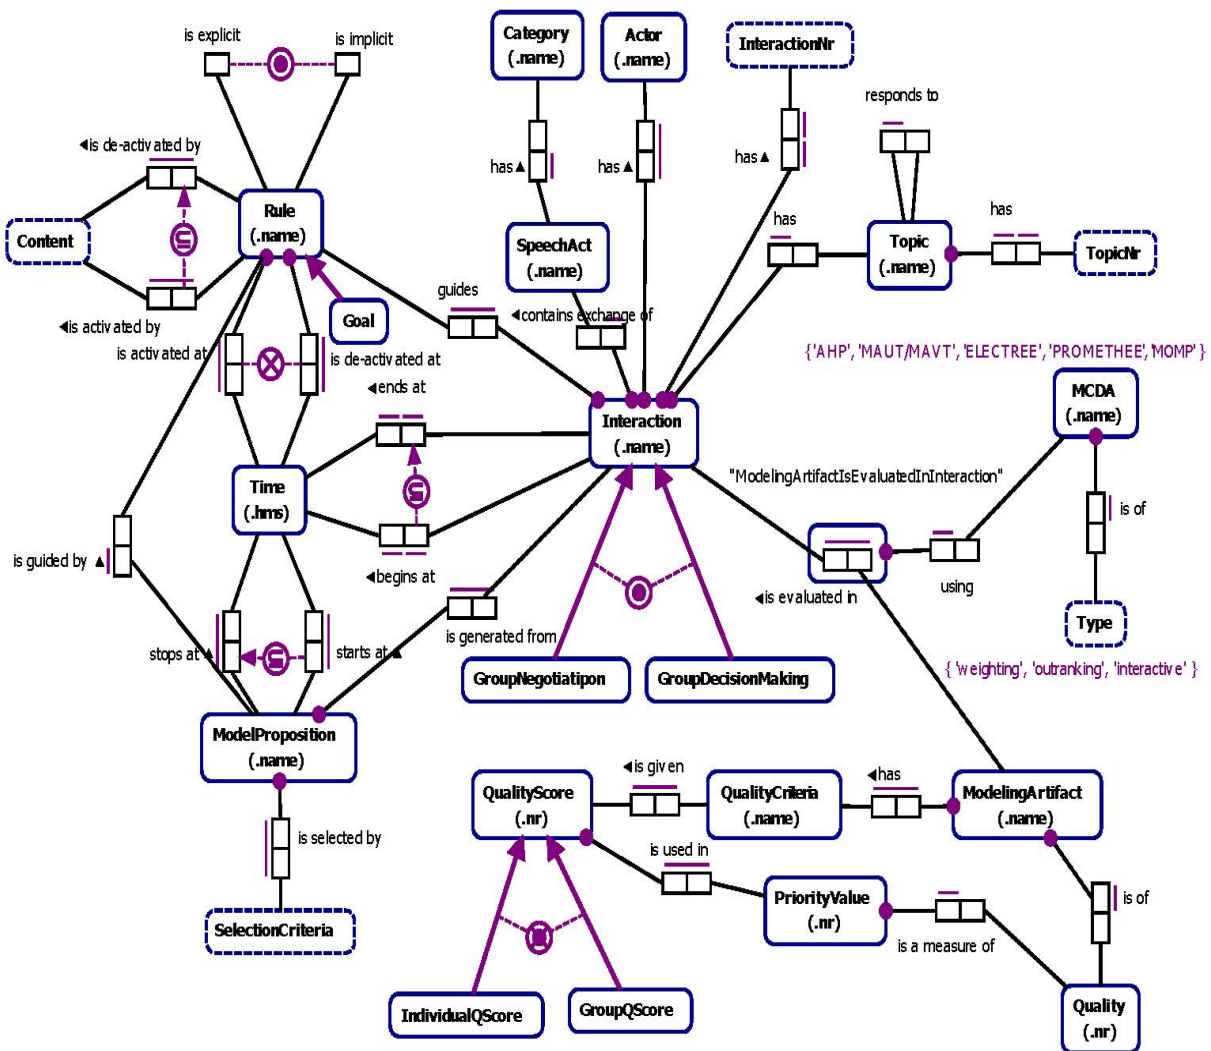 is explicit
is implicit
Category
(.name)
Actor
(.name)
InteractionNr
responds to
◄is de-activated by
has▲
has▲
has▲
Rule
(.name)
Content
SpeechAct
(.name)
has
Topic
(.name)
has
TopicNr
guides
◄contains exchange of
◄is activated by
Goal
is activated at
is de-activated at
{'AHP', 'MAUT/MAVT', 'ELECTREE', 'PROMETHEE', 'MOMP'}
◄ends at
MCDA
(.name)
Interaction
(.name)
Time
(.hms)
"ModelingArtifactIsEvaluatedInInteraction"
is of
is guided by ▲
◄begins at
using
◄is evaluated in
Type
is generated from
stops at ▲
starts at ▲
GroupNegotiatipon
GroupDecisionMaking
{ 'weighting', 'outranking', 'interactive' }
ModelProposition
(.name)
QualityScore
(.nr)
◄is given
QualityCriteria
(.name)
◄has
ModelingArtifact
(.name)
is selected by
is used in
PriorityValue
(.nr)
is of
SelectionCriteria
is a measure of
IndividualQScore
GroupQScore
Quality
(.nr)